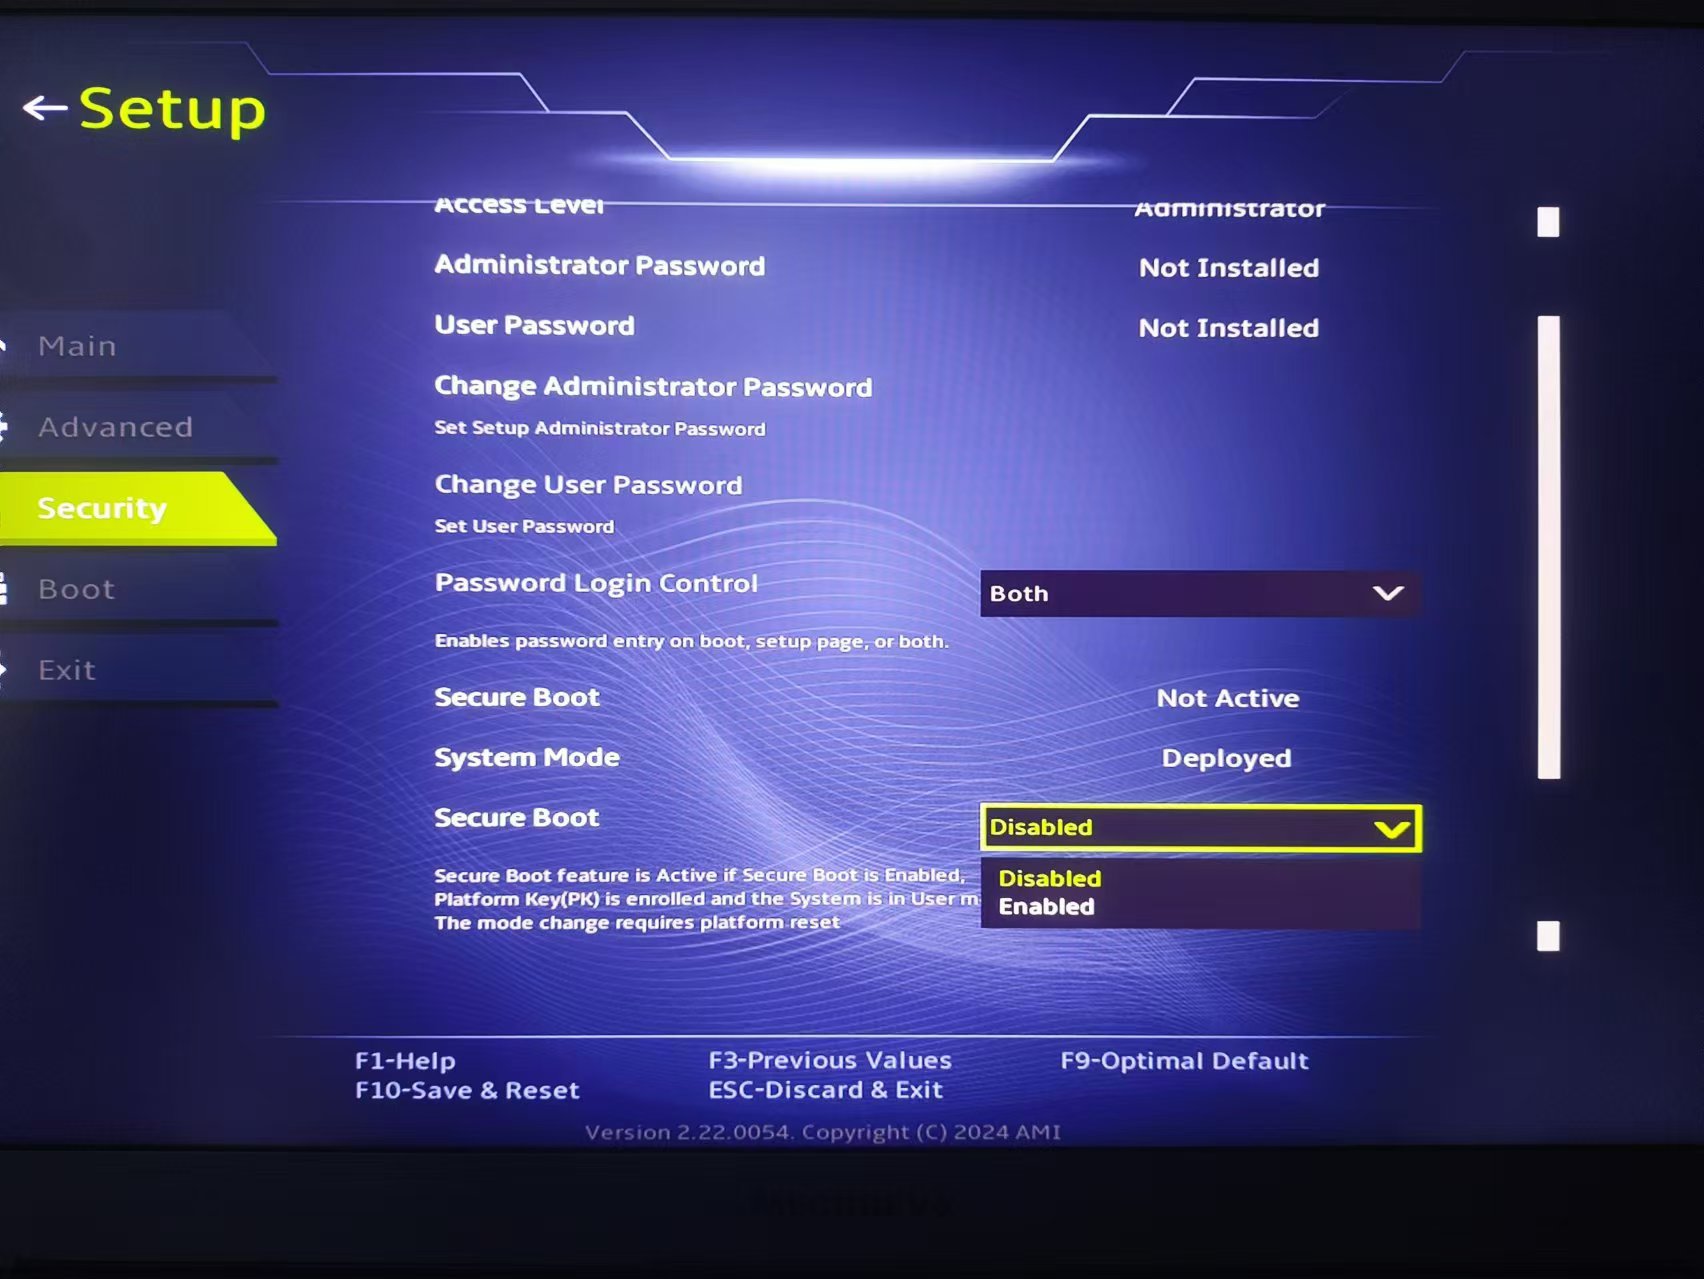 Setup
Access Level Administrator
Administrator Password Not Installed
User Password Not Installed
Change Administrator Password
Set Setup Administrator Password
Change User Password
Set User Password
Password Login Control Both
Enables password entry on boot, setup page, or both.
Secure Boot Not Active
System Mode Deployed
Secure Boot Disabled
Disabled
Enabled
Secure Boot feature is Active if Secure Boot is Enabled,
Platform Key(PK) is enrolled and the System is in User m
The mode change requires platform reset
Main
Advanced
Security
Boot
Exit
F1-Help F3-Previous Values F9-Optimal Default
F10-Save & Reset ESC-Discard & Exit
Version 2.22.0054. Copyright (C) 2024 AMI